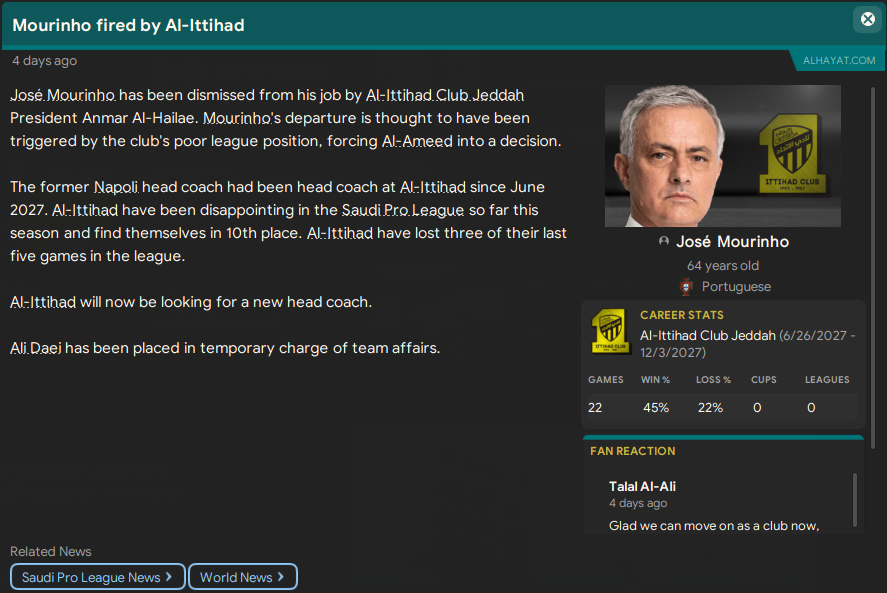 Mourinho fired by Al-Ittihad
4 days ago
ALHAYAT.COM
José Mourinho has been dismissed from his job by Al-Ittihad Club Jeddah
President Anmar Al-Hailae. Mourinho's departure is thought to have been
triggered by the club's poor league position, forcing Al-Ameed into a decision.
The former Napoli head coach had been head coach at Al-Ittihad since June
2027. Al-Ittihad have been disappointing in the Saudi Pro League so far this
season and find themselves in 10th place. Al-Ittihad have lost three of their last
five games in the league.
Al-Ittihad will now be looking for a new head coach.
Ali Daei has been placed in temporary charge of team affairs.
ITTIHAD CLUB
José Mourinho
64 years old
Portuguese
CAREER STATS
Al-Ittihad Club Jeddah (6/26/2027 -
12/3/2027)
ITTIHAD CLUB
GAMES WIN % LOSS % CUPS LEAGUES
22 45% 22% 0 0
FAN REACTION
Talal Al-Ali
4 days ago
Glad we can move on as a club now,
Related News
Saudi Pro League News
World News